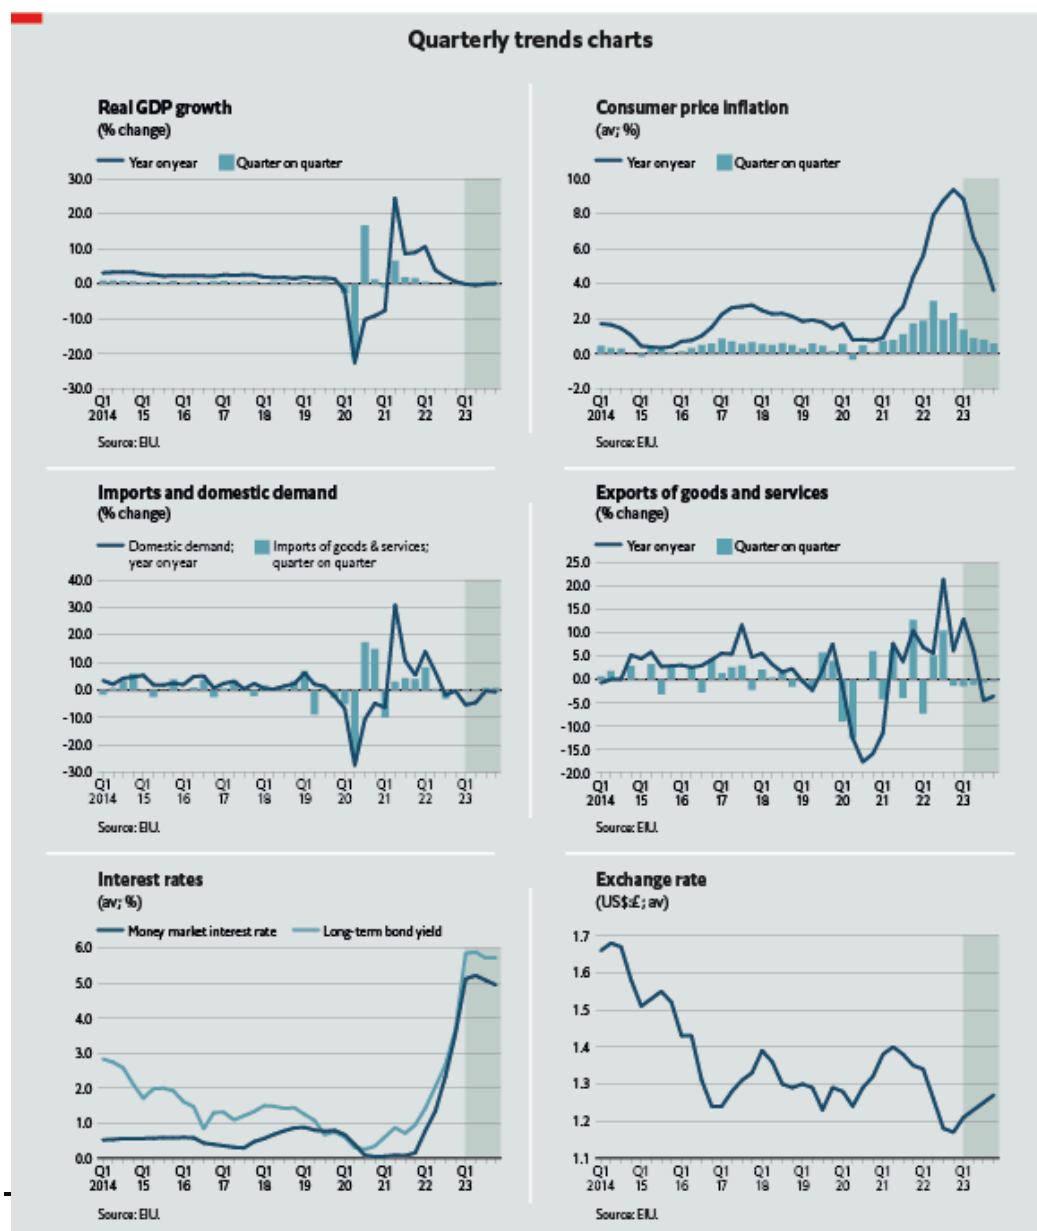 Quarterly trends charts
Real GDP growth
(% change)
Year on year
Quarter on quarter
30.0
20.0
10.0
0.0
-10.0
-20.0
-30.0
Q1 Q1 Q1 Q1 Q1 Q1 Q1 Q1 Q1 Q1
2014 15 16 17 18 19 20 21 22 23
Source: EIU.
Consumer price inflation
(av; %)
Year on year
Quarter on quarter
10.0
8.0
6.0
4.0
2.0
0.0
-2.0
Q1 Q1 Q1 Q1 Q1 Q1 Q1 Q1 Q1 Q1
2014 15 16 17 18 19 20 21 22 23
Source: EIU.
Imports and domestic demand
(% change)
Domestic demand;
year on year
Imports of goods & services;
quarter on quarter
40.0
30.0
20.0
10.0
0.0
-10.0
-20.0
-30.0
Q1 Q1 Q1 Q1 Q1 Q1 Q1 Q1 Q1 Q1
2014 15 16 17 18 19 20 21 22 23
Source: EIU.
Exports of goods and services
(% change)
Year on year
Quarter on quarter
25.0
20.0
15.0
10.0
5.0
0.0
-5.0
-10.0
-15.0
-20.0
Q1 Q1 Q1 Q1 Q1 Q1 Q1 Q1 Q1 Q1
2014 15 16 17 18 19 20 21 22 23
Source: EIU.
Interest rates
(av; %)
Money market interest rate
Long-term bond yield
6.0
5.0
4.0
3.0
2.0
1.0
0.0
Q1 Q1 Q1 Q1 Q1 Q1 Q1 Q1 Q1 Q1
2014 15 16 17 18 19 20 21 22 23
Source: EIU.
Exchange rate
(US$:£; av)
1.7
1.6
1.5
1.4
1.3
1.2
1.1
Q1 Q1 Q1 Q1 Q1 Q1 Q1 Q1 Q1 Q1
2014 15 16 17 18 19 20 21 22 23
Source: EIU.